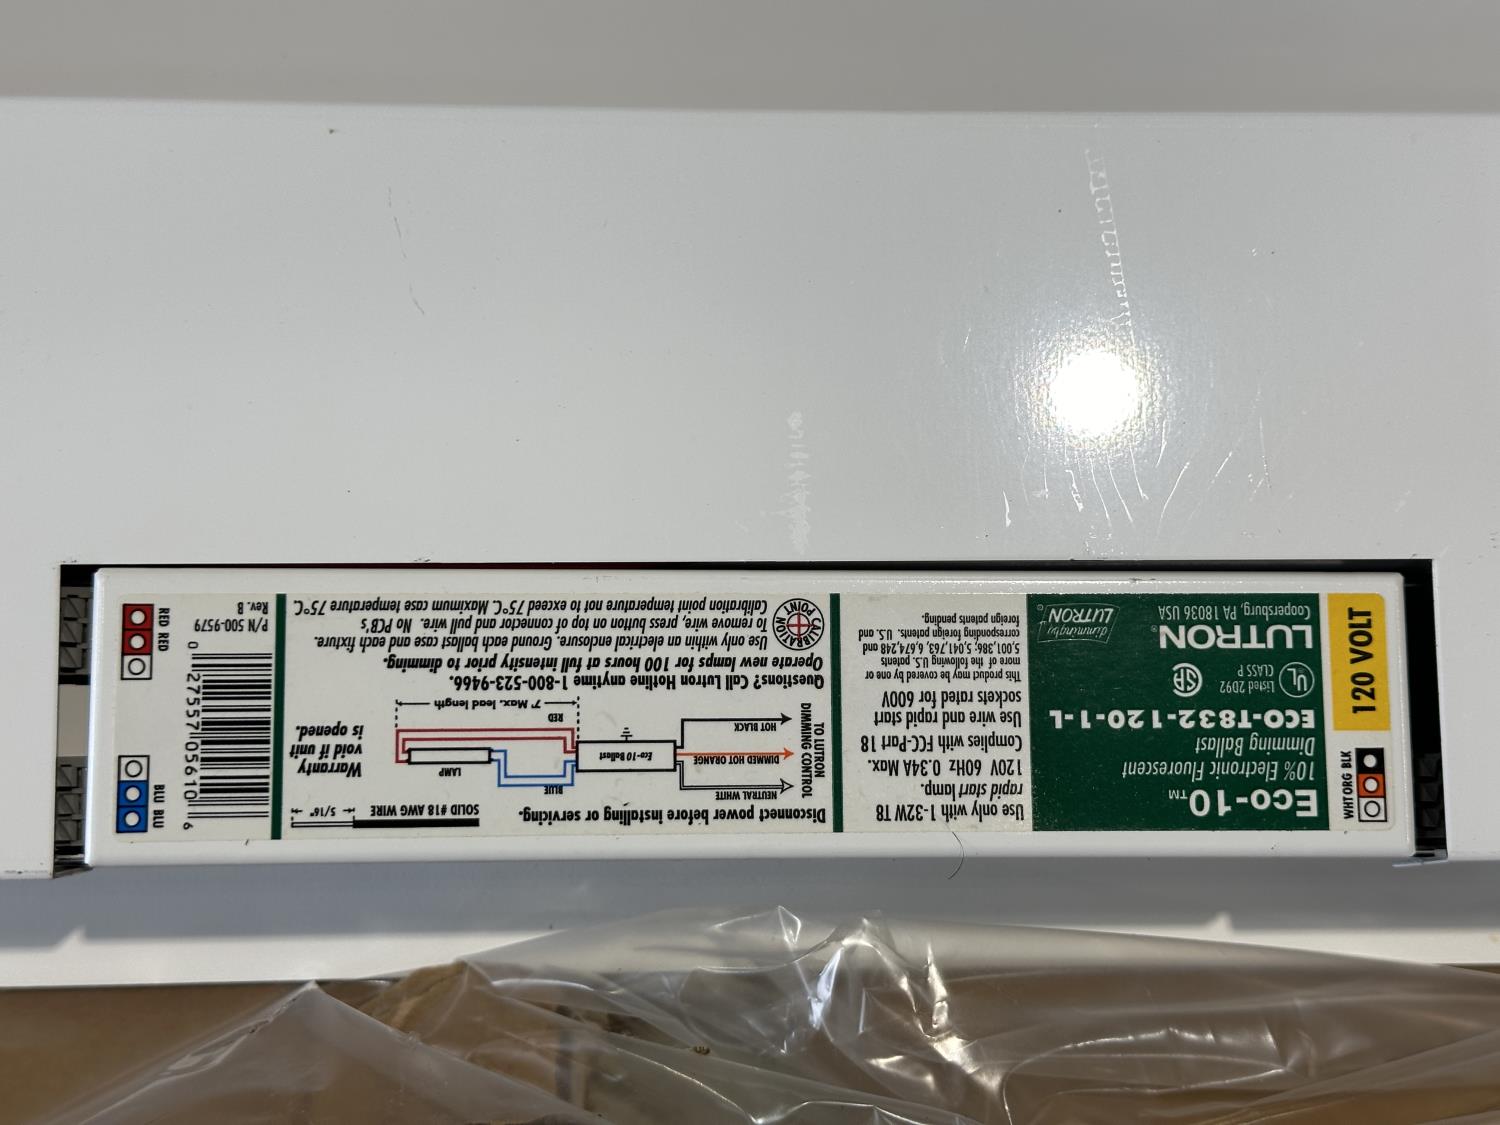 120 VOLT
WHT ORG BLK
Eco-10™
10% Electronic Fluorescent
Dimming Ballast
ECO-T832-120-1-L
UL Listed 2D92
CLASS P
LUTRON®
Coopersburg, PA 18036 USA
dimming by
LUTRON
Use only with 1-32W T8
rapid start lamp.
120V 60Hz 0.34A Max.
Complies with FCC-Part 18
Use wire and rapid start
sockets rated for 600V
This product may be covered by one or
more of the following U.S. patents
5,001,386; 5,041,763, 6,674,248 and
corresponding foreign patents. U.S. and
foreign patents pending.
Disconnect power before installing or servicing.
TO LUTRON
DIMMING CONTROL
NEUTRAL WHITE
DIMMED HOT ORANGE
HOT BLACK
Eco-10 Ballast
BLUE
RED
LAMP
7' Max. lead length
SOLID #18 AWG WIRE
5/16"
Warranty
void if unit
is opened.
Questions? Call Lutron Hotline anytime 1-800-523-9466.
Operate new lamps for 100 hours at full intensity prior to dimming.
Use only within an electrical enclosure. Ground each ballast case and each fixture.
To remove wire, press button on top of connector and pull wire. No PCB's
Calibration point temperature not to exceed 75°C. Maximum case temperature 75°C
CALIBRATION
POINT
0 27557 05610 6
P/N 500-9579
Rev. B
BLU BLU
RED RED